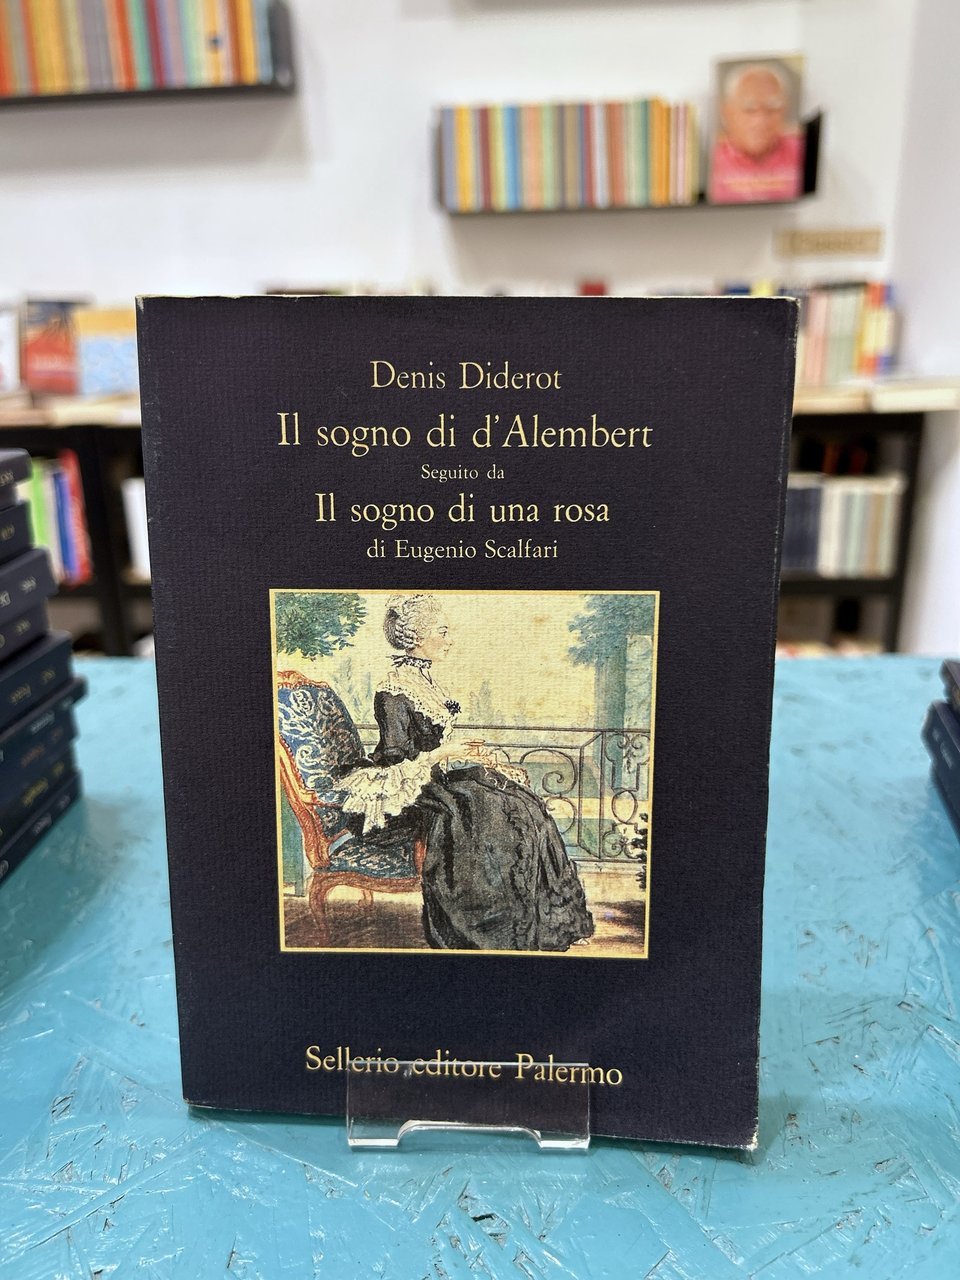 Denis Diderot
Il sogno di d'Alembert
Seguito da
Il sogno di una rosa
di Eugenio Scalfari
Sellerio editore Palermo